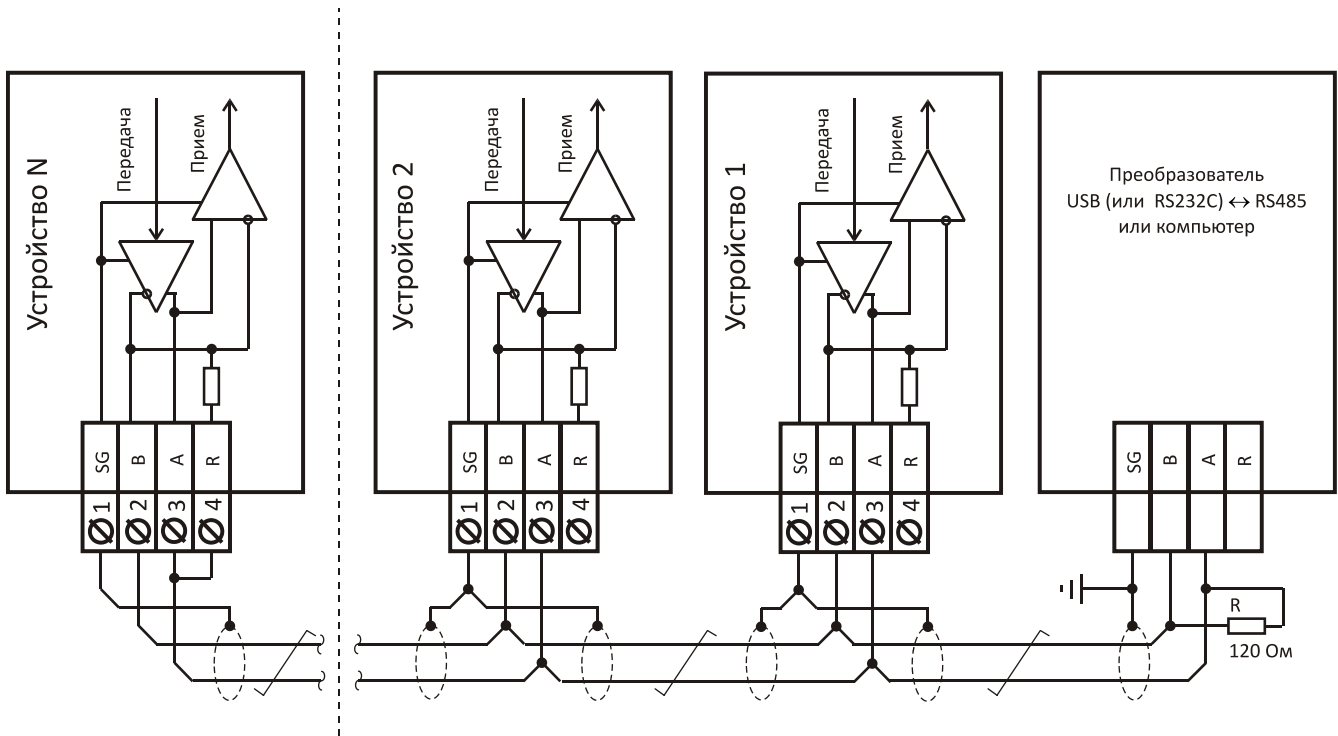 Устройство N
Передача
Прием
SG
B
A
R
1
2
3
4
Устройство 2
Передача
Прием
SG
B
A
R
1
2
3
4
Устройство 1
Передача
Прием
SG
B
A
R
1
2
3
4
Преобразователь
USB (или RS232C) ↔ RS485
или компьютер
SG
B
A
R
R
120 Ом